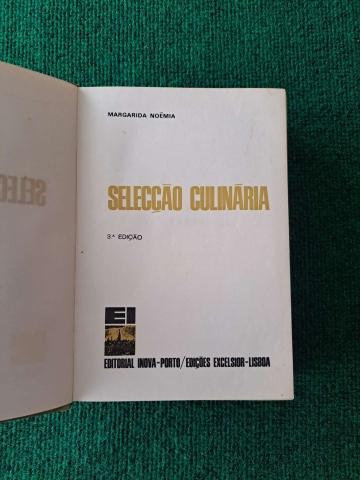 MARGARIDA NOÉMIA
SELECÇÃO CULINÁRIA
3.ª EDIÇÃO
EI
EDITORIAL INOVA-PORTO/EDIÇÕES EXCELSIOR-LISBOA